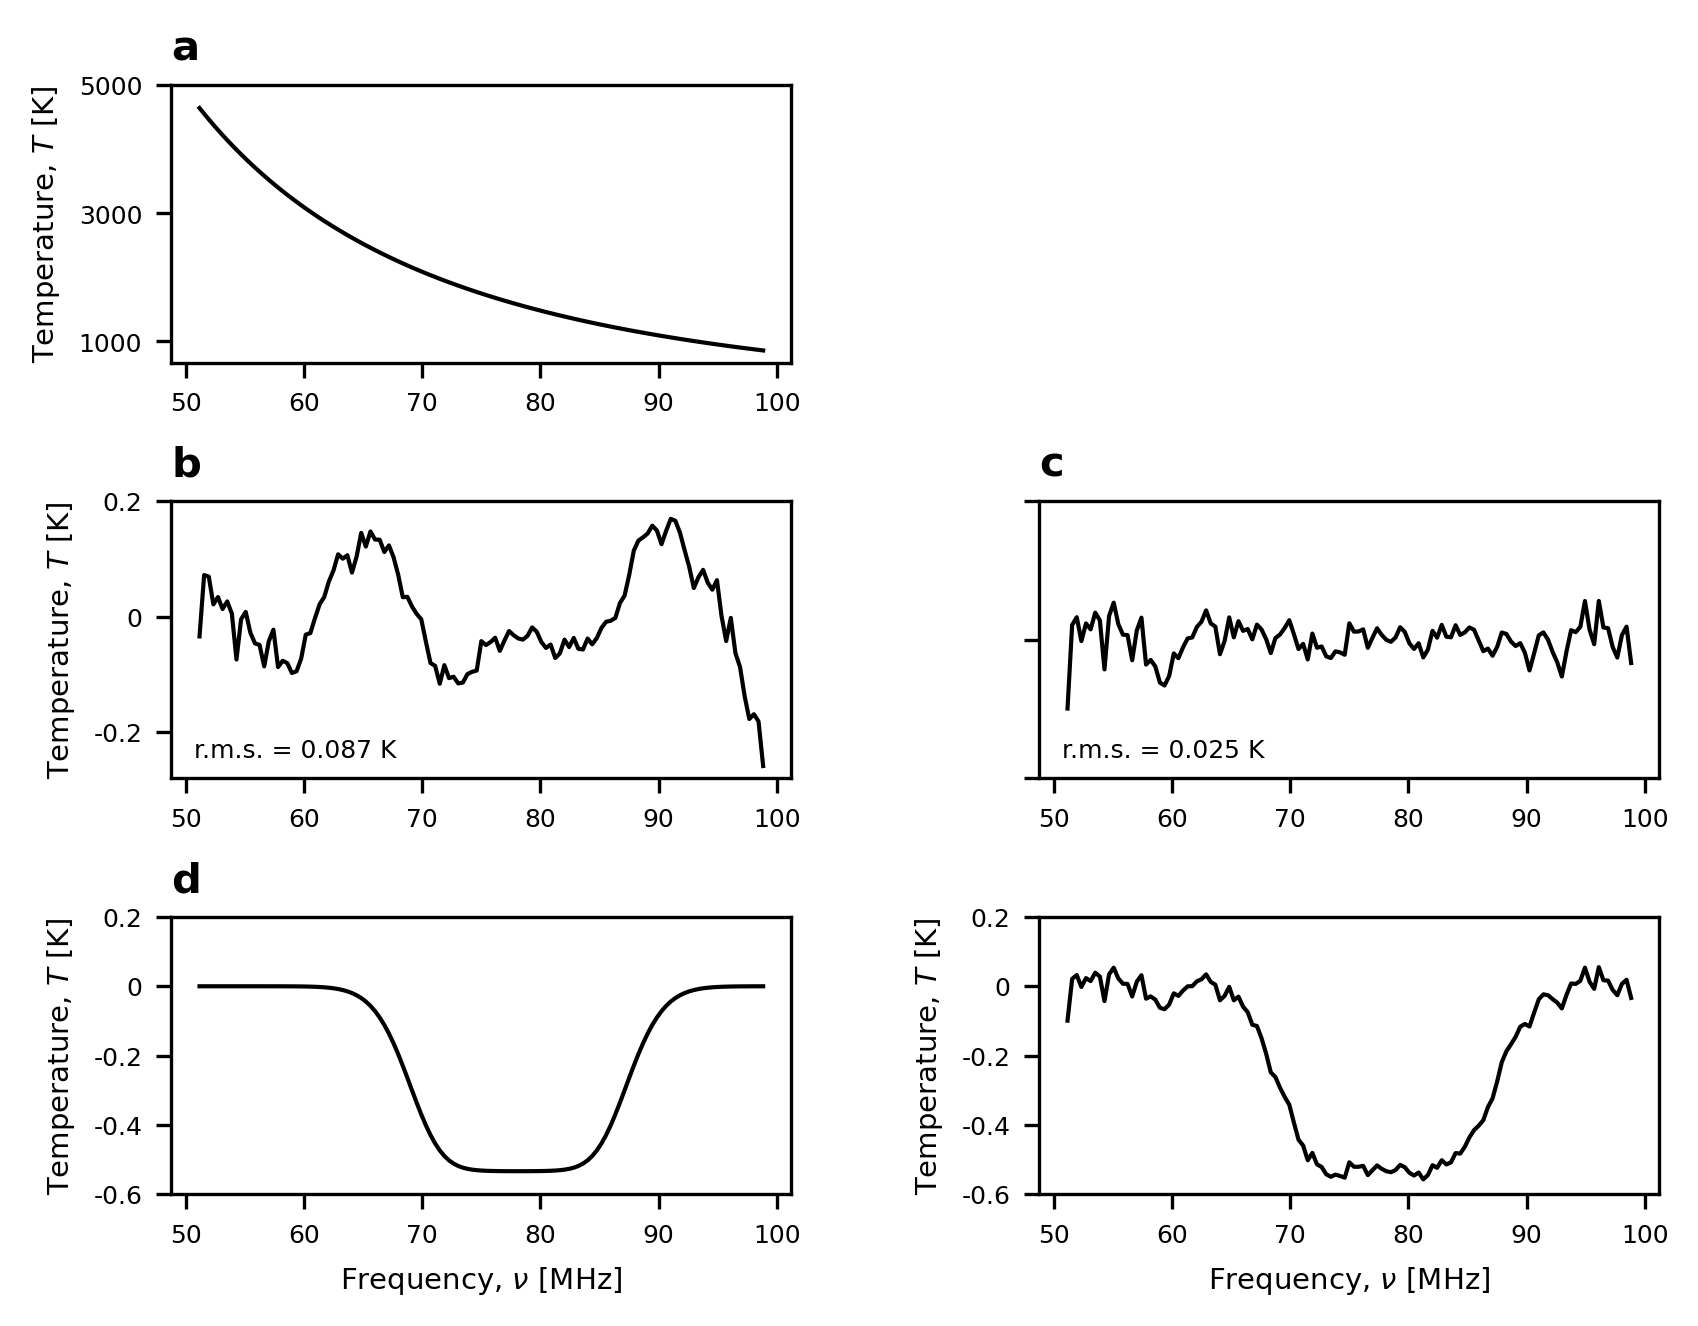 a
Temperature, T [K]
5000
3000
1000
50 60 70 80 90 100
b
Temperature, T [K]
0.2
0
-0.2
r.m.s. = 0.087 K
50 60 70 80 90 100
c
r.m.s. = 0.025 K
50 60 70 80 90 100
d
Temperature, T [K]
0.2
0
-0.2
-0.4
-0.6
50 60 70 80 90 100
Frequency, ν [MHz]
Temperature, T [K]
0.2
0
-0.2
-0.4
-0.6
50 60 70 80 90 100
Frequency, ν [MHz]